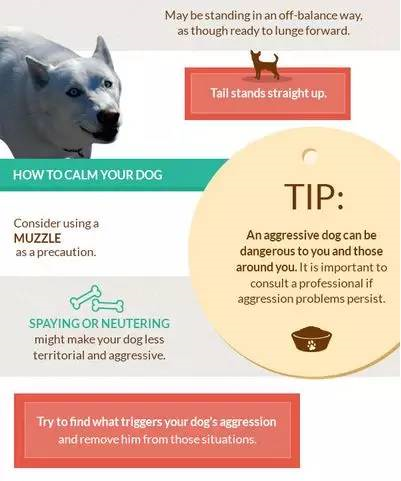 May be standing in an off-balance way,
as though ready to lunge forward.
Tail stands straight up.
HOW TO CALM YOUR DOG
Consider using a
MUZZLE
as a precaution.
SPAYING OR NEUTERING
might make your dog less
territorial and aggressive.
TIP:
An aggressive dog can be
dangerous to you and those
around you. It is important to
consult a professional if
aggression problems persist.
Try to find what triggers your dog's aggression
and remove him from those situations.